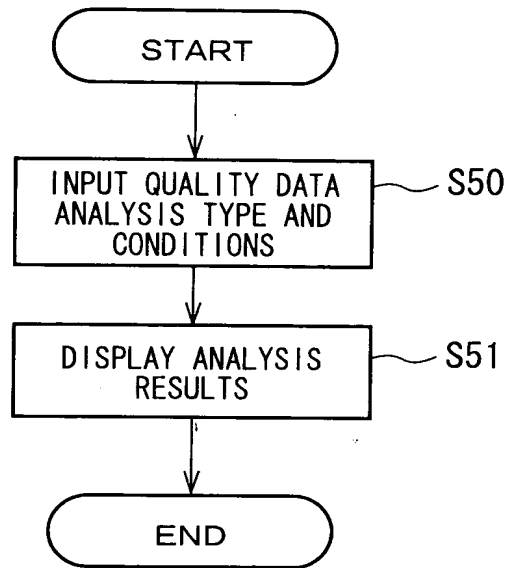 START
INPUT QUALITY DATA
ANALYSIS TYPE AND
CONDITIONS
S50
DISPLAY ANALYSIS
RESULTS
S51
END